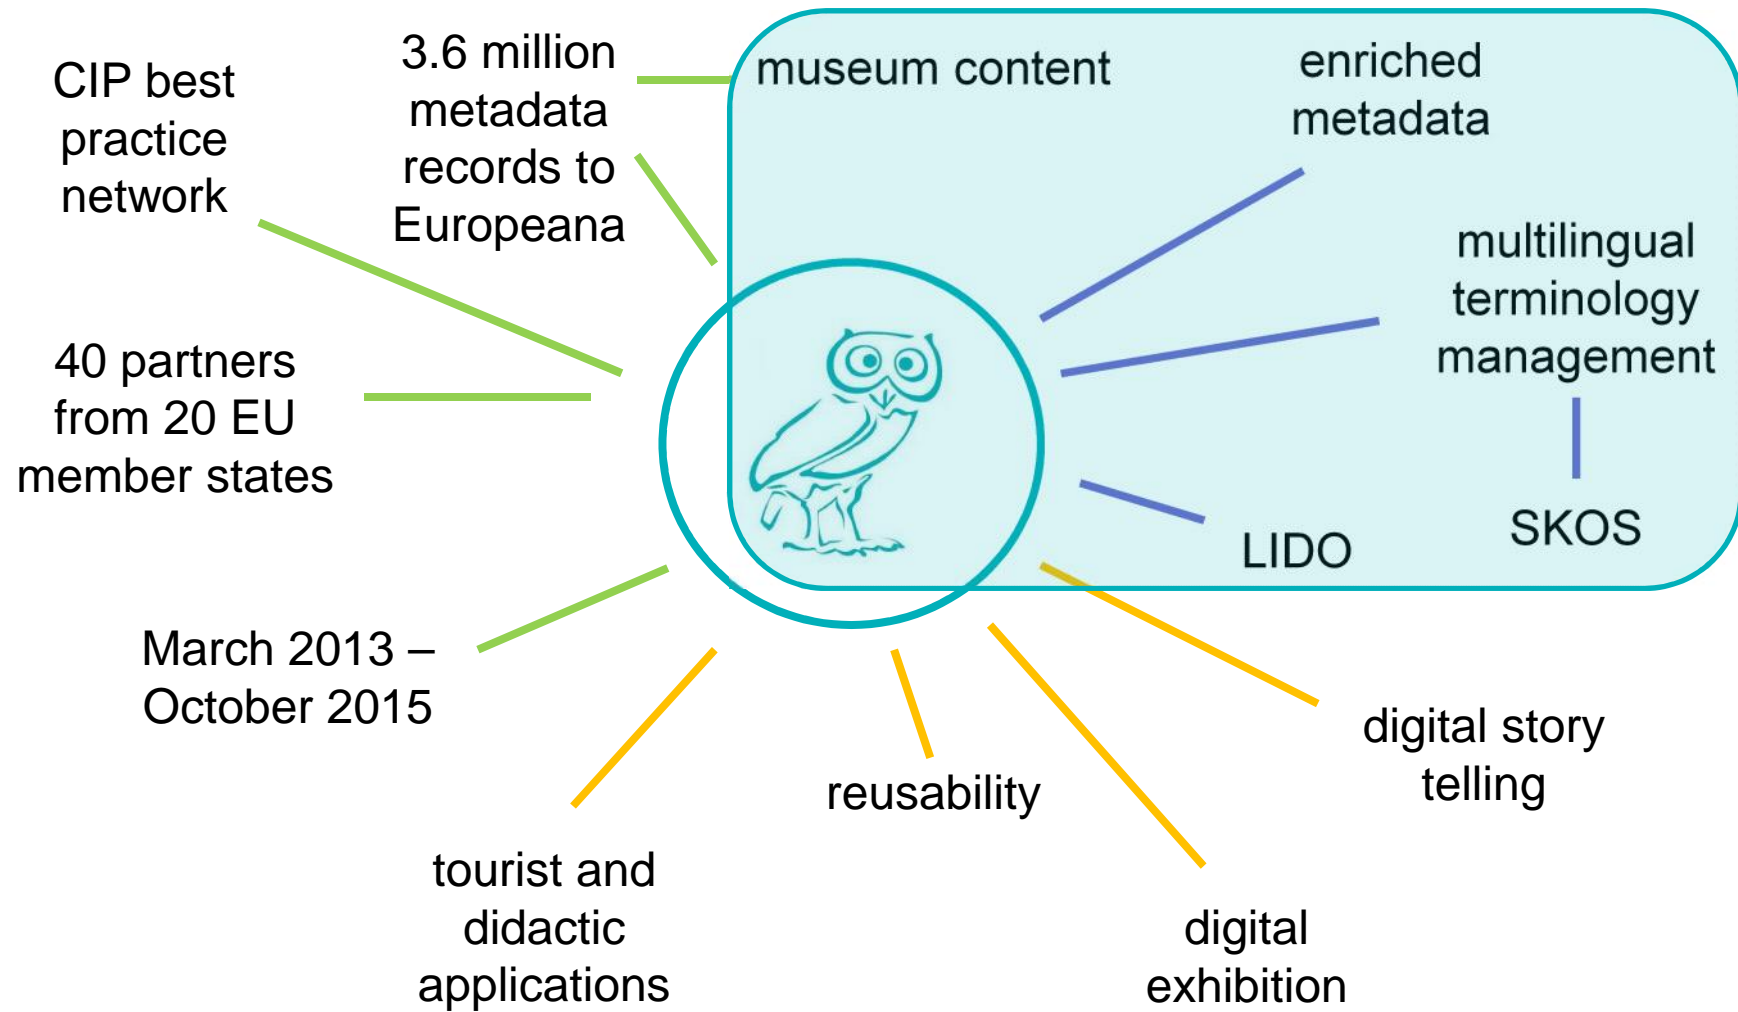 CIP best
practice
network
3.6 million
metadata
records to
Europeana
museum content
enriched
metadata
multilingual
terminology
management
40 partners
from 20 EU
member states
LIDO
SKOS
March 2013 –
October 2015
digital story
telling
reusability
tourist and
didactic
applications
digital
exhibition